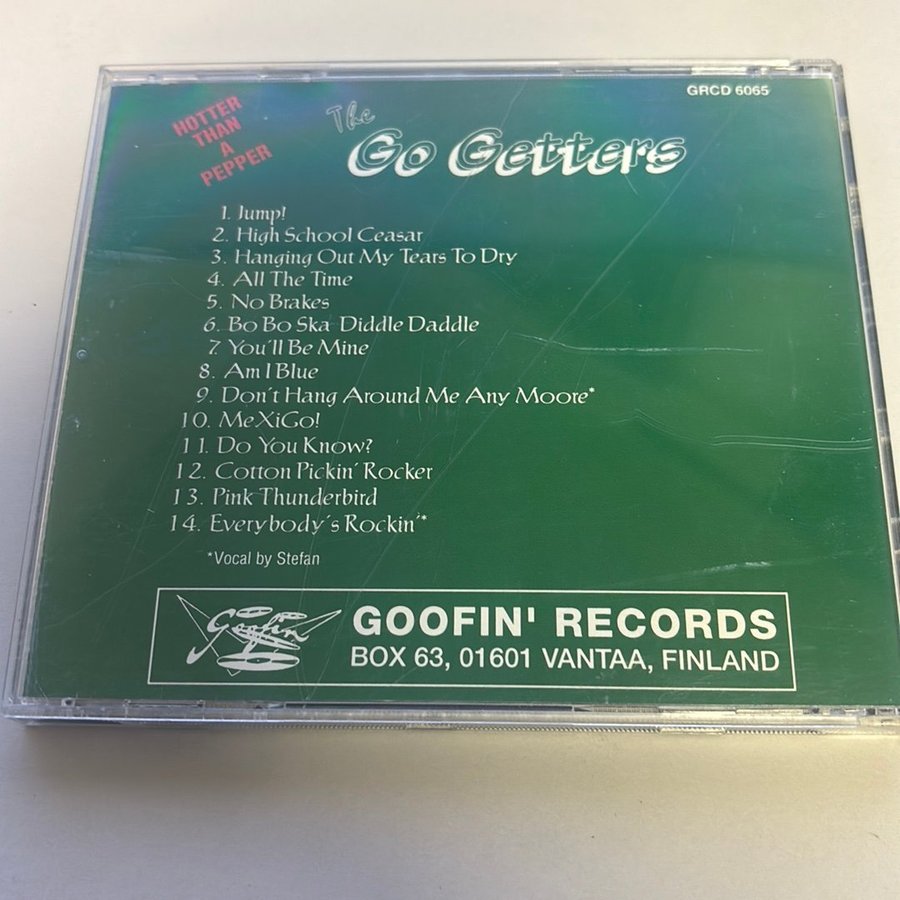 GRCD 6065
HOTTER
THAN
A
PEPPER
The
Go Getters
1. Jump!
2. High School Ceasar
3. Hanging Out My Tears To Dry
4. All The Time
5. No Brakes
6. Bo Bo Ska Diddle Daddle
7. You'll Be Mine
8. Am I Blue
9. Don't Hang Around Me Any Moore*
10. MeXiGo!
11. Do You Know?
12. Cotton Pickin' Rocker
13. Pink Thunderbird
14. Everybody's Rockin'*
*Vocal by Stefan
Goofin'
GOOFIN' RECORDS
BOX 63, 01601 VANTAA, FINLAND